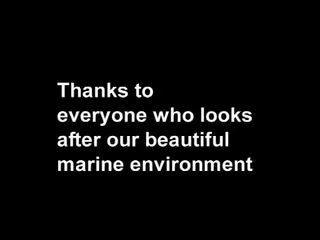 Thanks to
everyone who looks
after our beautiful
marine environment